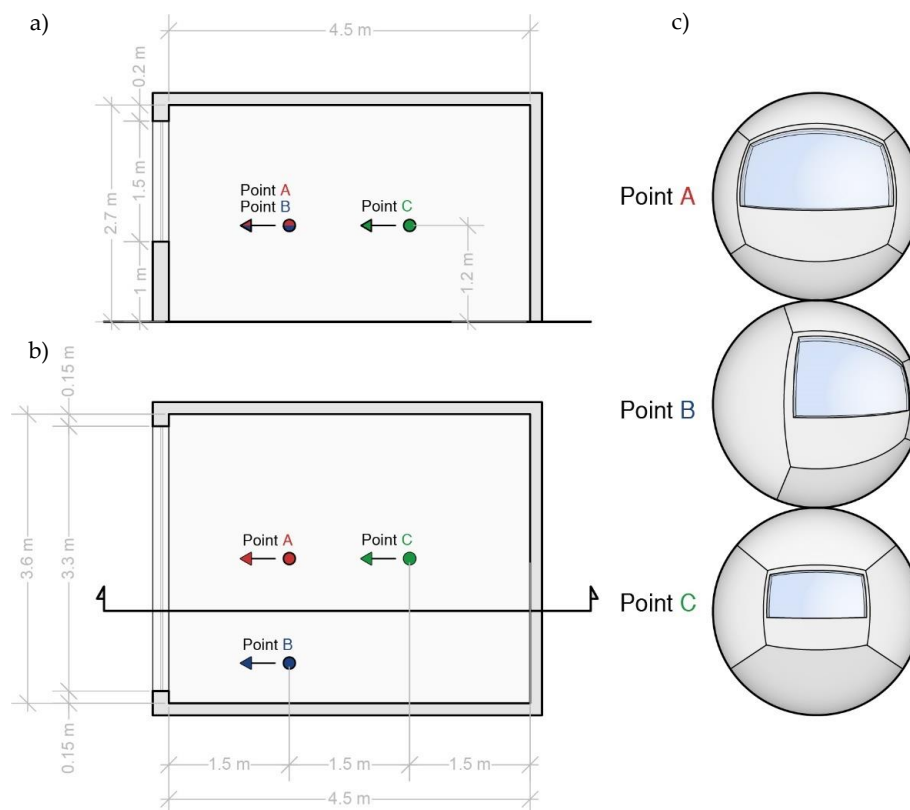 a)
4.5 m
c)
0.2 m
1.5 m
2.7 m
1 m
Point A
Point B
Point C
1.2 m
Point A
b)
0.15 m
3.6 m
3.3 m
Point A
Point C
Point B
Point B
0.15 m
1.5 m
1.5 m
1.5 m
4.5 m
Point C